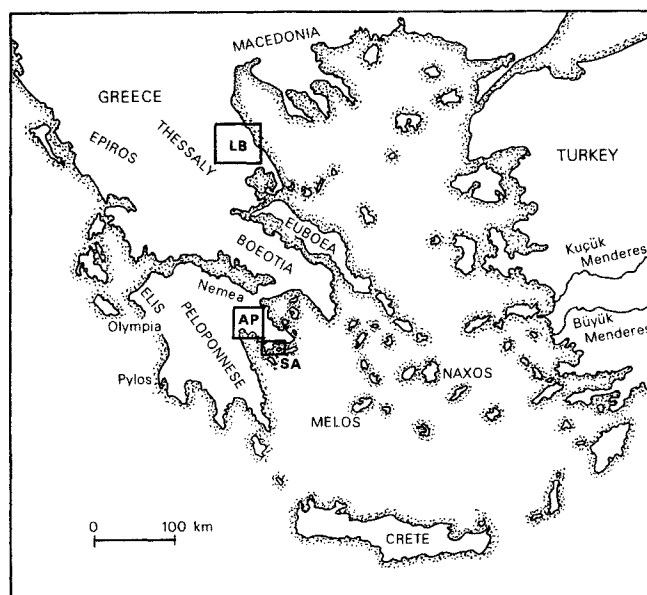 MACEDONIA
GREECE
THESSALY
LB
EPIROS
TURKEY
EUBOEA
BOEOTIA
Kuçük
Menderes
Nemea
ELIS
Olympia
PELOPONNESE
AP
Büyük
Menderes
SA
NAXOS
Pylos
MELOS
0 100 km
CRETE